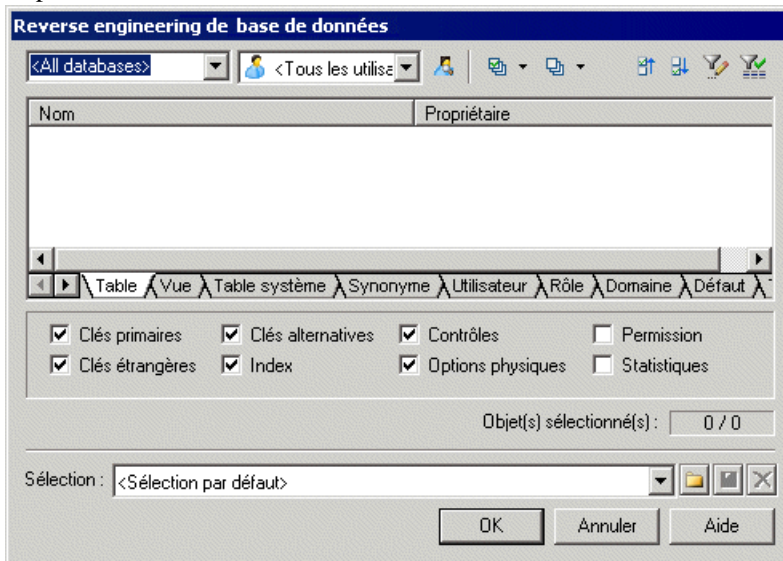 Reverse engineering de base de données
<All databases> <Tous les utilisa
Nom Propriétaire
Table Vue Table système Synonyme Utilisateur Rôle Domaine Défaut
Clés primaires Clés alternatives Contrôles Permission
Clés étrangères Index Options physiques Statistiques
Objet(s) sélectionné(s) : 0 / 0
Sélection : <Sélection par défaut>
OK Annuler Aide